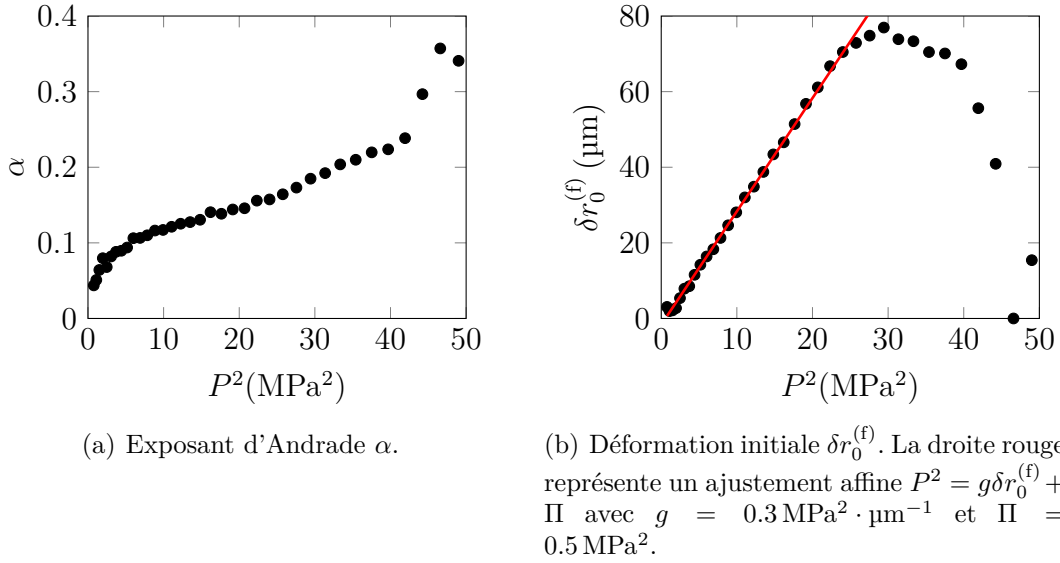 0.4
0.3
0.2
0.1
0
α
0 10 20 30 40 50
P²(MPa²)
(a) Exposant d'Andrade α.
80
60
40
20
0
δr₀⁽ᶠ⁾ (µm)
0 10 20 30 40 50
P²(MPa²)
(b) Déformation initiale δr₀⁽ᶠ⁾. La droite rouge
représente un ajustement affine P² = gδr₀⁽ᶠ⁾ +
Π avec g = 0.3 MPa² · µm⁻¹ et Π =
0.5 MPa².